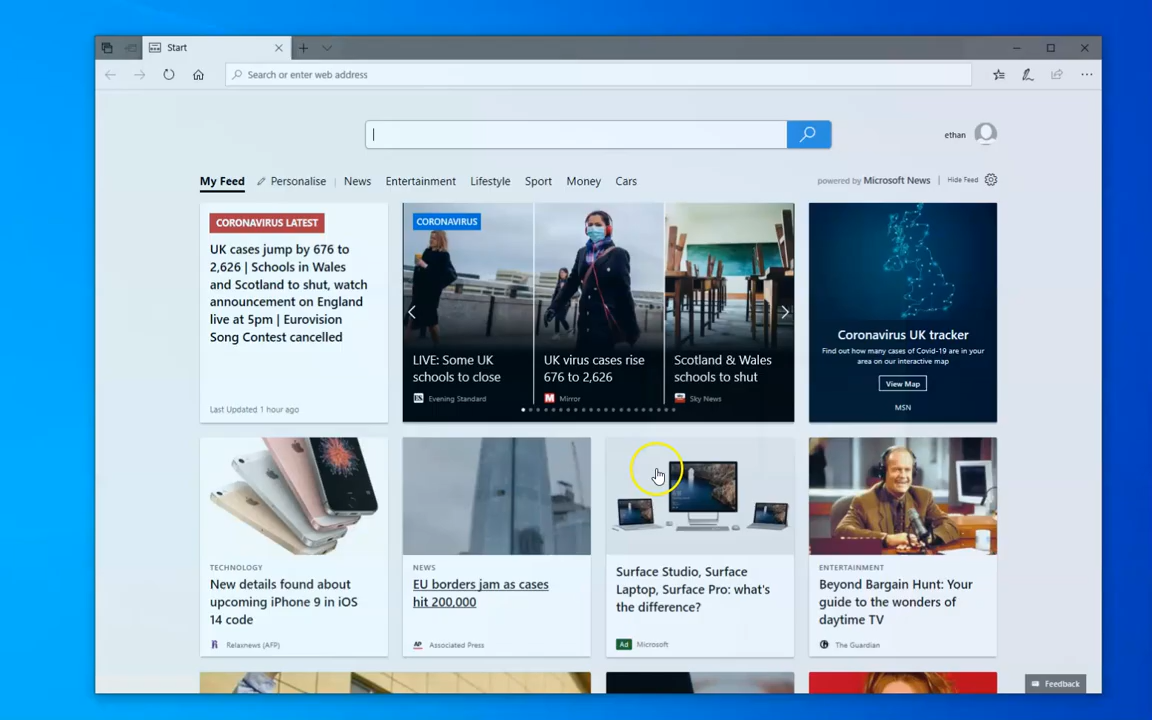 Start
Search or enter web address
ethan
My Feed
Personalise
News
Entertainment
Lifestyle
Sport
Money
Cars
powered by Microsoft News
Hide Feed
CORONAVIRUS LATEST
UK cases jump by 676 to
2,626 | Schools in Wales
and Scotland to shut, watch
announcement on England
live at 5pm | Eurovision
Song Contest cancelled
Last Updated 1 hour ago
CORONAVIRUS
LIVE: Some UK
schools to close
Evening Standard
UK virus cases rise
676 to 2,626
Mirror
Scotland & Wales
schools to shut
Sky News
Coronavirus UK tracker
Find out how many cases of Covid-19 are in your
area on our interactive map
View Map
MSN
TECHNOLOGY
New details found about
upcoming iPhone 9 in iOS
14 code
Relaxnews (AFP)
NEWS
EU borders jam as cases
hit 200,000
AP
Associated Press
Surface Studio, Surface
Laptop, Surface Pro: what's
the difference?
Ad
Microsoft
ENTERTAINMENT
Beyond Bargain Hunt: Your
guide to the wonders of
daytime TV
The Guardian
Feedback